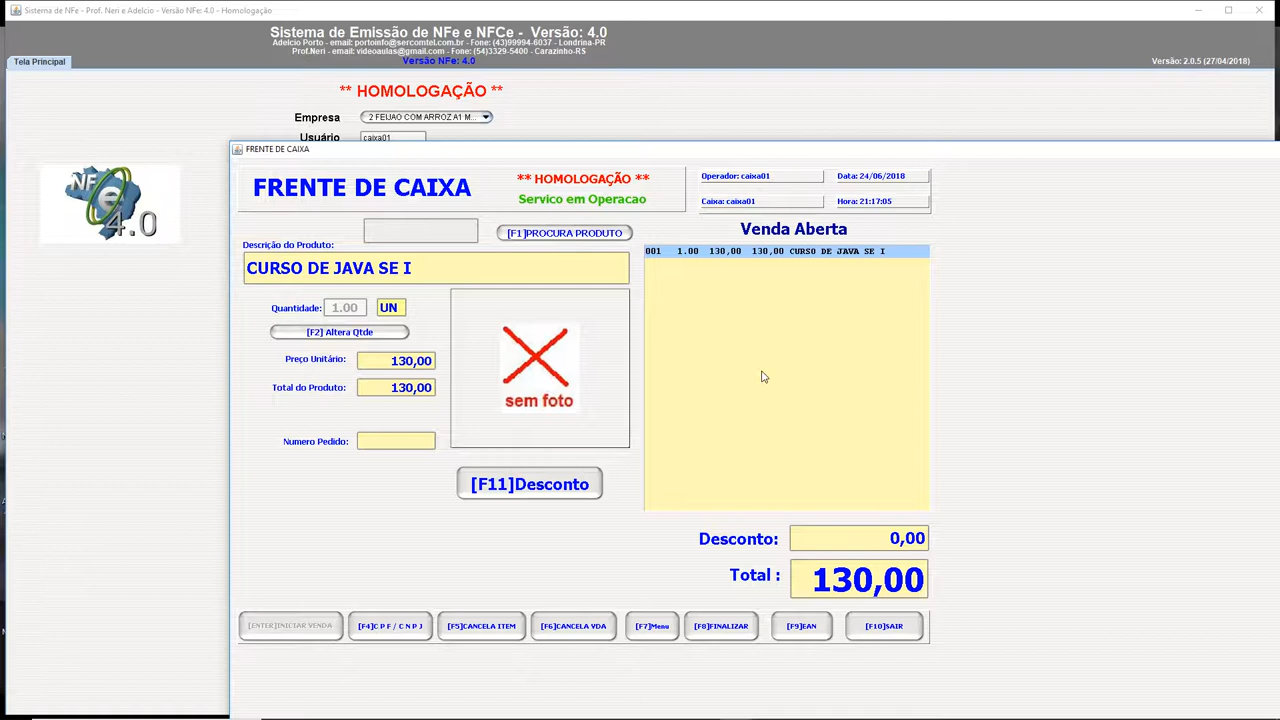 Sistema de NFe - Prof. Neri e Adelcio - Versão NFe: 4.0 - Homologação
Sistema de Emissão de NFe e NFCe - Versão: 4.0
Adelcio Porto - email: portoinfo@sercomtel.com.br - Fone: (43)99994-6037 - Londrina-PR
Prof.Neri - email: videoaulas@gmail.com - Fone: (54)3329-5400 - Carazinho-RS
Versão NFe: 4.0
Tela Principal
Versão: 2.0.5 (27/04/2018)
** HOMOLOGAÇÃO **
Empresa 2 FEIJAO COM ARROZ A1 M...
Usuário caixa01
NF e 4.0
FRENTE DE CAIXA
FRENTE DE CAIXA
** HOMOLOGAÇÃO **
Servico em Operacao
Operador: caixa01
Data: 24/06/2018
Caixa: caixa01
Hora: 21:17:05
[F1]PROCURA PRODUTO
Venda Aberta
Descrição do Produto:
CURSO DE JAVA SE I
001 1.00 130,00 130,00 CURSO DE JAVA SE I
Quantidade: 1.00 UN
[F2] Altera Qtde
Preço Unitário: 130,00
Total do Produto: 130,00
sem foto
Numero Pedido:
[F11]Desconto
Desconto: 0,00
Total : 130,00
[ENTER]INICIAR VENDA
[F4]C P F / C N P J
[F5]CANCELA ITEM
[F6]CANCELA VDA
[F7]Menu
[F8]FINALIZAR
[F9]EAN
[F10]SAIR